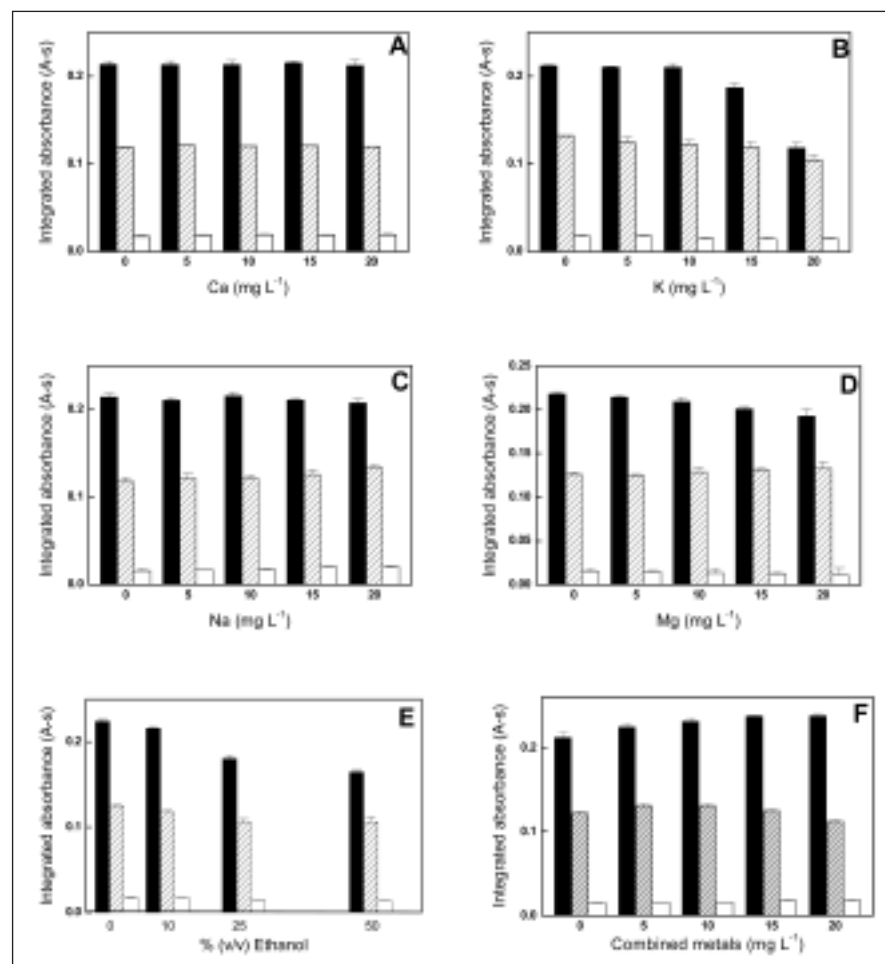 A
Integrated absorbance (A-s)
0.2
0.1
0.0
0 5 10 15 20
Ca (mg L⁻¹)
B
Integrated absorbance (A-s)
0.2
0.1
0.0
0 5 10 15 20
K (mg L⁻¹)
C
Integrated absorbance (A-s)
0.2
0.1
0.0
0 5 10 15 20
Na (mg L⁻¹)
D
Integrated absorbance (A-s)
0.25
0.20
0.15
0.10
0.05
0.00
0 5 10 15 20
Mg (mg L⁻¹)
E
Integrated absorbance (A-s)
0.2
0.1
0.0
0 10 25 50
% (v/v) Ethanol
F
Integrated absorbance (A-s)
0.2
0.1
0.0
0 5 10 15 20
Combined metals (mg L⁻¹)